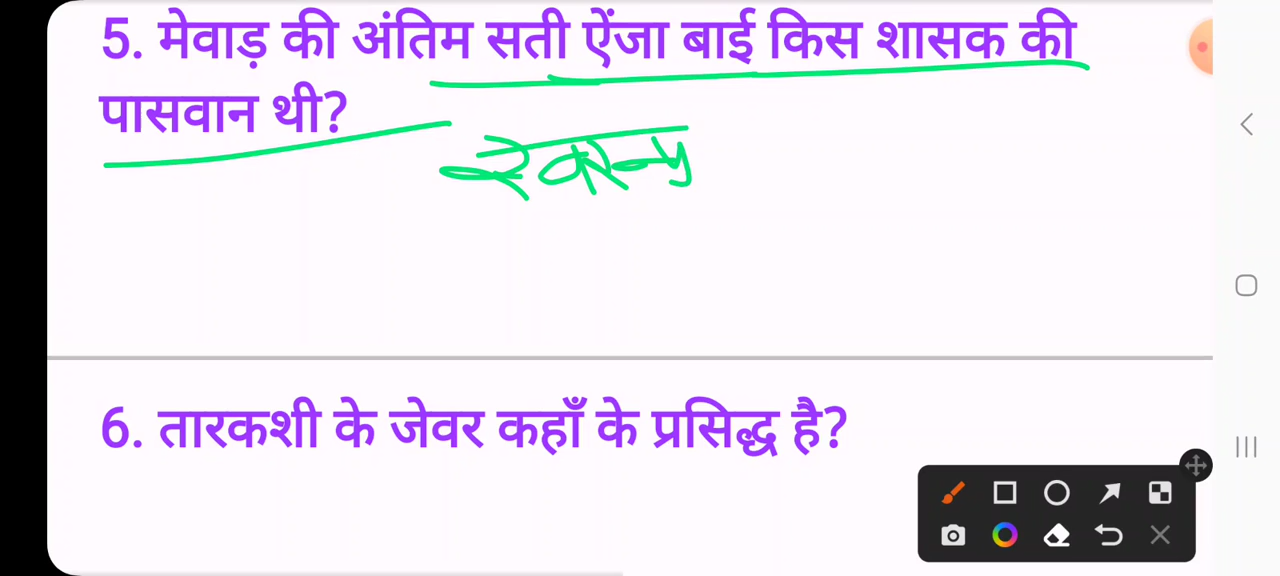 5. मेवाड़ की अंतिम सती ऐंजा बाई किस शासक की
पासवान थी?
6. तारकशी के जेवर कहाँ के प्रसिद्ध है?